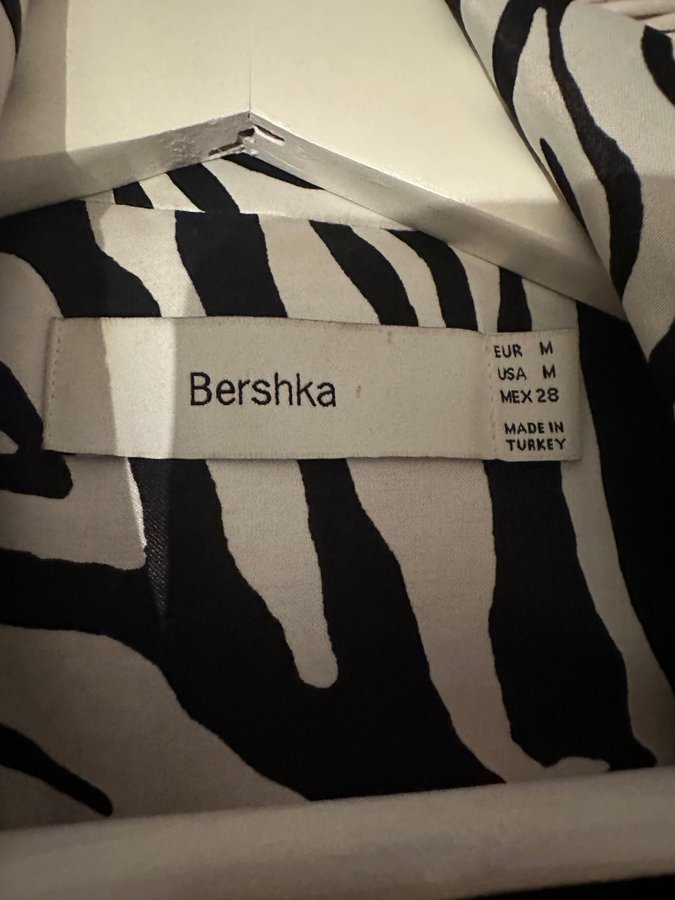 Bershka
EUR M
USA M
MEX 28
MADE IN
TURKEY